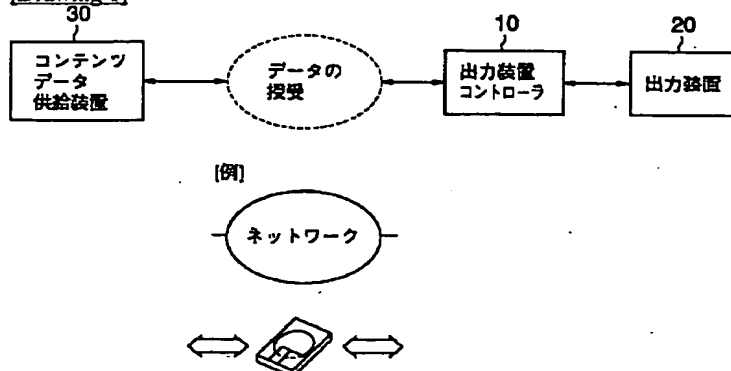 30
10
20
コンテンツ
データ
供給装置
データの
授受
出力装置
コントローラ
出力装置
[例]
ネットワーク